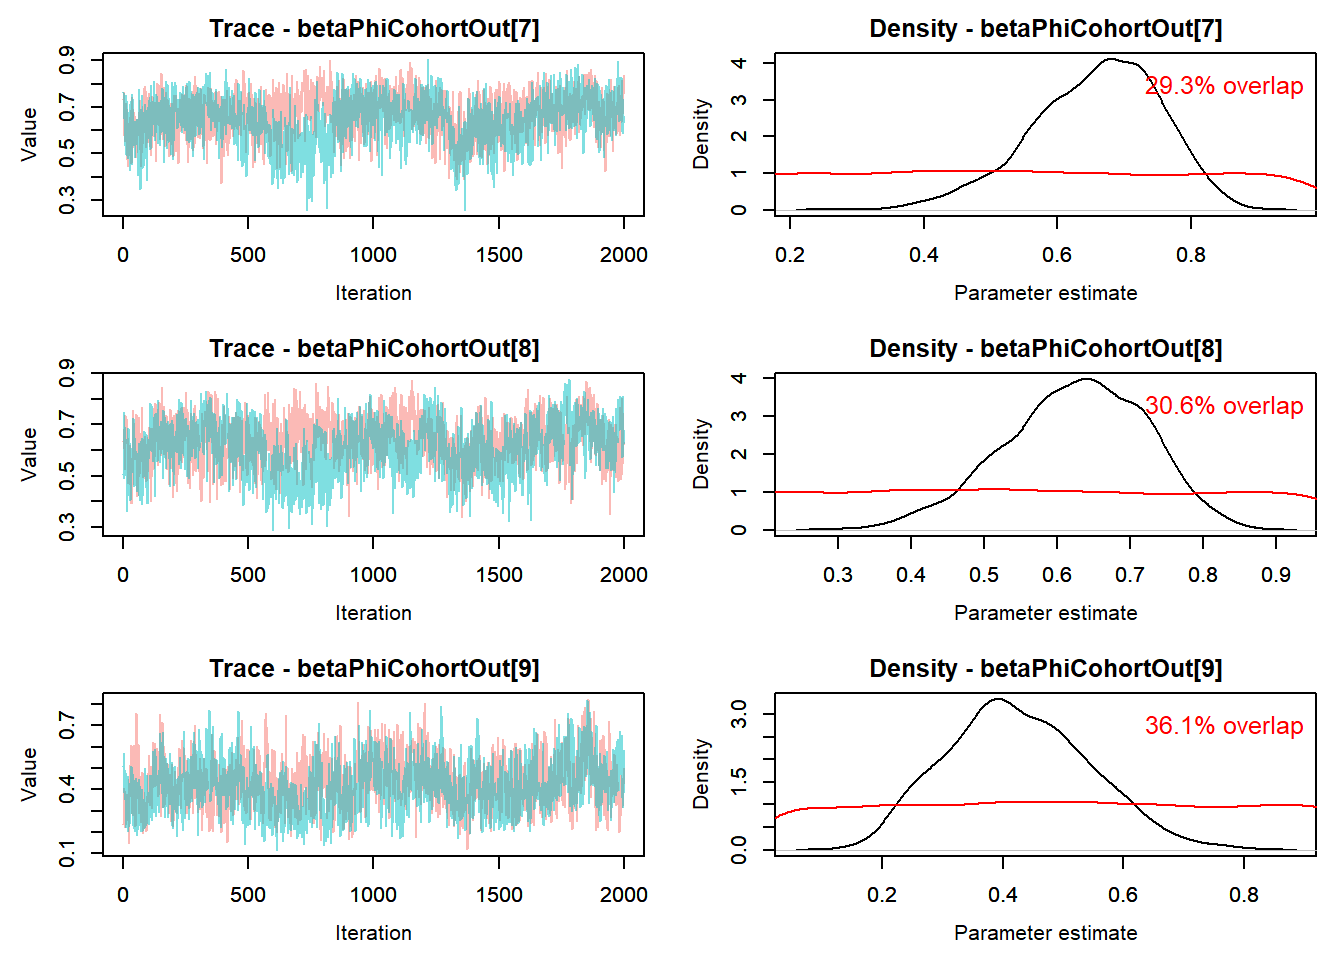 Trace - betaPhiCohortOut[7]
Value
0.3 0.5 0.7 0.9
0 500 1000 1500 2000
Iteration
Density - betaPhiCohortOut[7]
29.3% overlap
Density
0 1 2 3 4
0.2 0.4 0.6 0.8
Parameter estimate
Trace - betaPhiCohortOut[8]
Value
0.3 0.5 0.7 0.9
0 500 1000 1500 2000
Iteration
Density - betaPhiCohortOut[8]
30.6% overlap
Density
0 1 2 3 4
0.3 0.4 0.5 0.6 0.7 0.8 0.9
Parameter estimate
Trace - betaPhiCohortOut[9]
Value
0.1 0.4 0.7
0 500 1000 1500 2000
Iteration
Density - betaPhiCohortOut[9]
36.1% overlap
Density
0.0 1.5 3.0
0.2 0.4 0.6 0.8
Parameter estimate